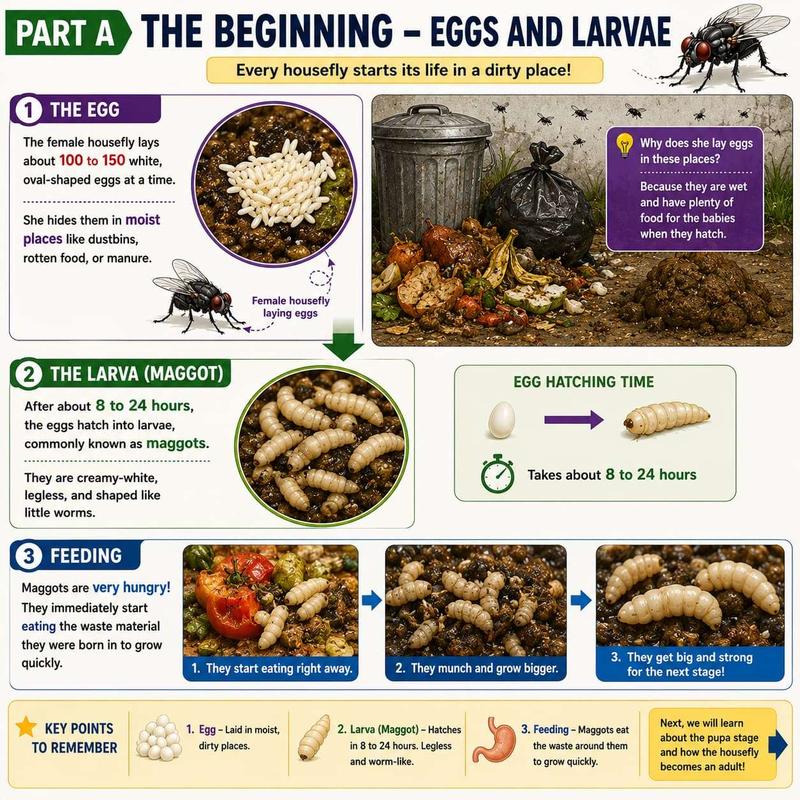 PART A
THE BEGINNING – EGGS AND LARVAE
Every housefly starts its life in a dirty place!
1 THE EGG
The female housefly lays
about 100 to 150 white,
oval-shaped eggs at a time.
She hides them in moist
places like dustbins,
rotten food, or manure.
Female housefly
laying eggs
Why does she lay eggs
in these places?
Because they are wet
and have plenty of
food for the babies
when they hatch.
2 THE LARVA (MAGGOT)
After about 8 to 24 hours,
the eggs hatch into larvae,
commonly known as maggots.
They are creamy-white,
legless, and shaped like
little worms.
EGG HATCHING TIME
Takes about 8 to 24 hours
3 FEEDING
Maggots are very hungry!
They immediately start
eating the waste material
they were born in to grow
quickly.
1. They start eating right away.
2. They munch and grow bigger.
3. They get big and strong
for the next stage!
KEY POINTS
TO REMEMBER
1. Egg – Laid in moist,
dirty places.
2. Larva (Maggot) – Hatches
in 8 to 24 hours. Legless
and worm-like.
3. Feeding – Maggots eat
the waste around them
to grow quickly.
Next, we will learn
about the pupa stage
and how the housefly
becomes an adult!